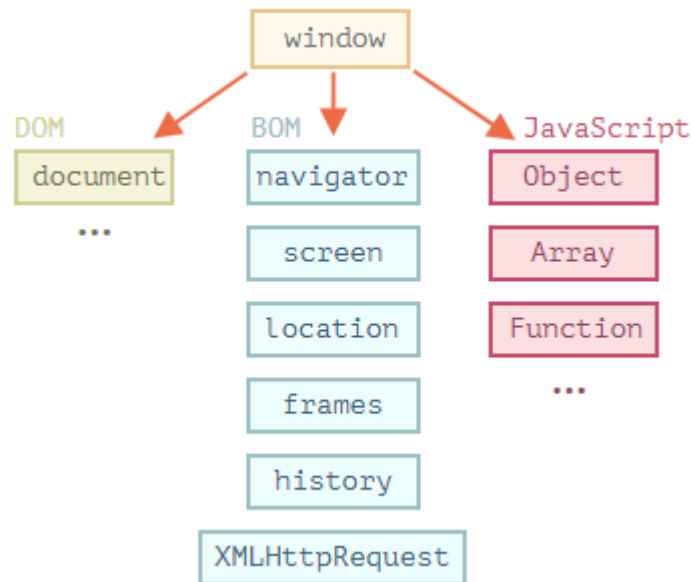 window
DOM
BOM
JavaScript
document
navigator
Object
...
screen
Array
location
Function
frames
...
history
XMLHttpRequest